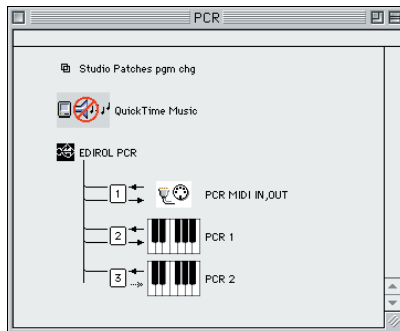 PCR
Studio Patches pgm chg
QuickTime Music
EDIROL PCR
1 PCR MIDI IN,OUT
2 PCR 1
3 PCR 2